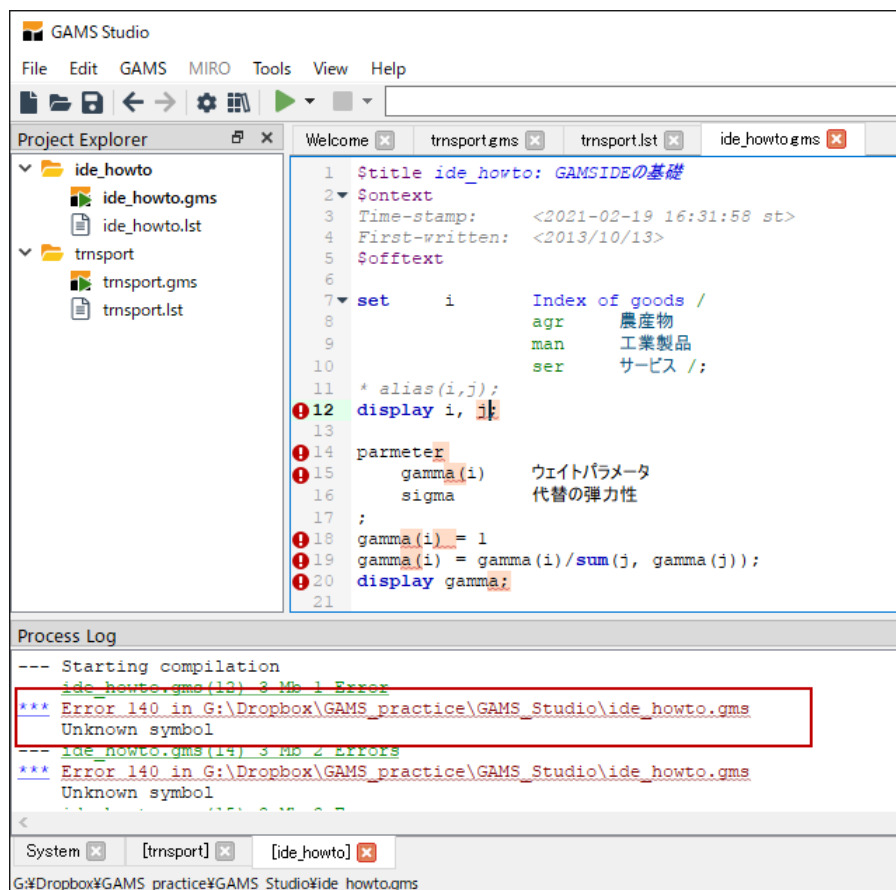 GAMS Studio
File Edit GAMS MIRO Tools View Help
Project Explorer
ide_howto
ide_howto.gms
ide_howto.lst
trnsport
trnsport.gms
trnsport.lst
Welcome trnsport.gms trnsport.lst ide_howto.gms
1 $title ide_howto: GAMSIDEの基礎
2 $ontext
3 Time-stamp: <2021-02-19 16:31:58 st>
4 First-written: <2013/10/13>
5 $offtext
6
7 set i Index of goods /
8 agr 農産物
9 man 工業製品
10 ser サービス /;
11 * alias(i,j);
12 display i, j;
13
14 parmeter
15 gamma(i) ウェイトパラメータ
16 sigma 代替の弾力性
17 ;
18 gamma(i) = 1
19 gamma(i) = gamma(i)/sum(j, gamma(j));
20 display gamma;
21
Process Log
--- Starting compilation
--- ide_howto.gms(12) 3 Mb 1 Error
*** Error 140 in G:\Dropbox\GAMS_practice\GAMS_Studio\ide_howto.gms
Unknown symbol
--- ide_howto.gms(14) 3 Mb 2 Errors
*** Error 140 in G:\Dropbox\GAMS_practice\GAMS_Studio\ide_howto.gms
Unknown symbol
System [trnsport] [ide_howto]
G:¥Dropbox¥GAMS_practice¥GAMS_Studio¥ide_howto.gms